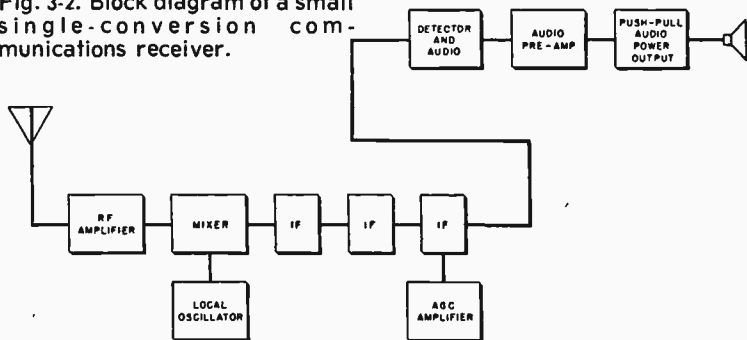 Fig. 3-2. Block diagram of a small
single-conversion com-
munications receiver.
DETECTOR
AND
AUDIO
AUDIO
PRE-AMP
PUSH-PULL
AUDIO
POWER
OUTPUT
RF
AMPLIFIER
MIXER
IF
IF
IF
LOCAL
OSCILLATOR
AGC
AMPLIFIER